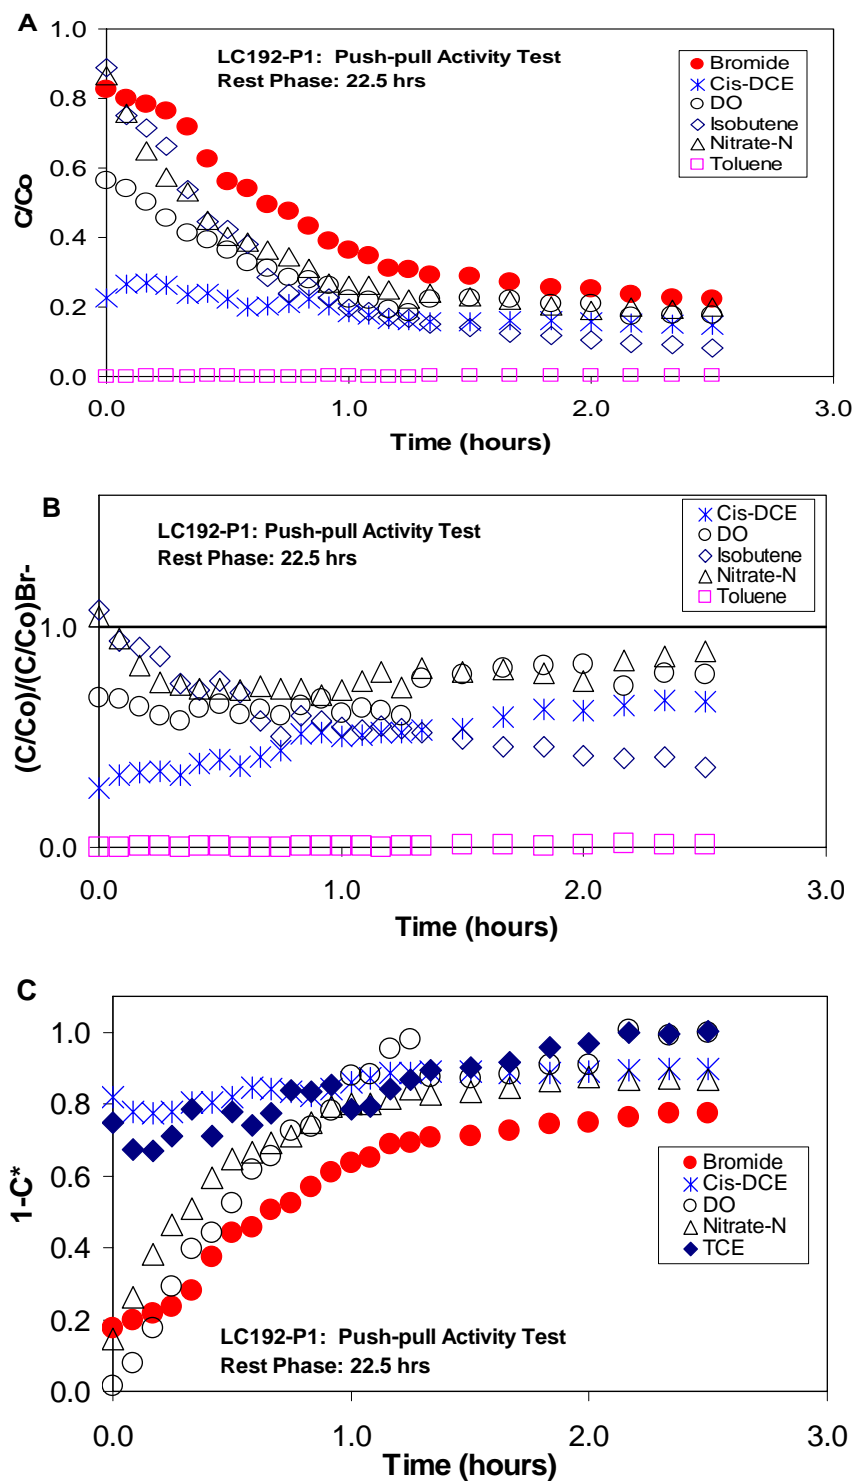 A
1.0
0.8
0.6
0.4
0.2
0.0
C/Co
LC192-P1: Push-pull Activity Test
Rest Phase: 22.5 hrs
Bromide
Cis-DCE
DO
Isobutene
Nitrate-N
Toluene
0.0 1.0 2.0 3.0
Time (hours)
B
1.0
0.0
(C/Co)/(C/Co)Br-
LC192-P1: Push-pull Activity Test
Rest Phase: 22.5 hrs
Cis-DCE
DO
Isobutene
Nitrate-N
Toluene
0.0 1.0 2.0 3.0
Time (hours)
C
1.0
0.8
0.6
0.4
0.2
0.0
1-C*
Bromide
Cis-DCE
DO
Nitrate-N
TCE
LC192-P1: Push-pull Activity Test
Rest Phase: 22.5 hrs
0.0 1.0 2.0 3.0
Time (hours)